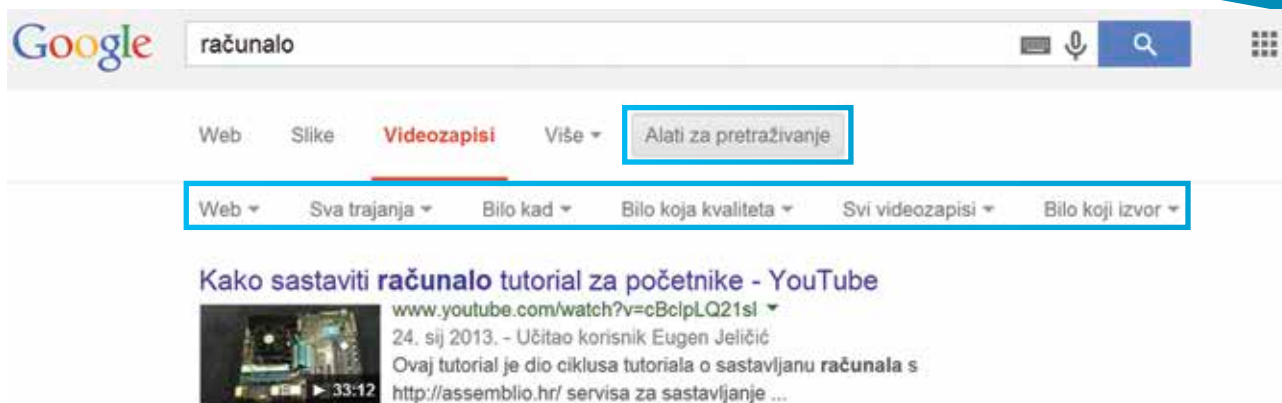 Google računalo
Web Slike Videozapisi Više Alati za pretraživanje
Web Sva trajanja Bilo kad Bilo koja kvaliteta Svi videozapisi Bilo koji izvor
Kako sastaviti računalo tutorial za početnike - YouTube
www.youtube.com/watch?v=cBclpLQ21sI
24. sij 2013. - Učitao korisnik Eugen Jeličić
Ovaj tutorial je dio ciklusa tutoriala o sastavljanu računala s
33:12 http://assemblio.hr/ servisa za sastavljanje ...